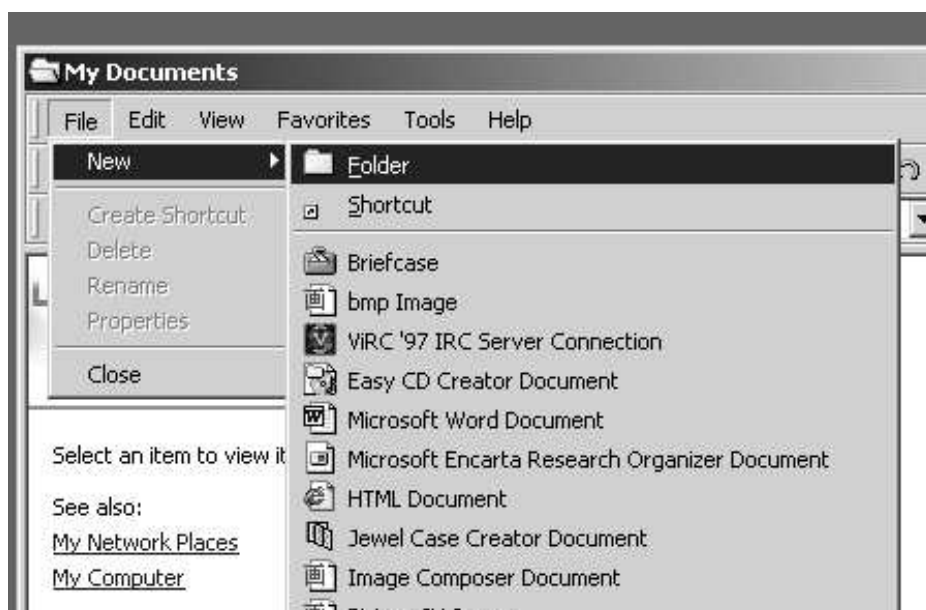 My Documents
File Edit View Favorites Tools Help
New
Create Shortcut
Delete
Rename
Properties
Close
Folder
Shortcut
Briefcase
bmp Image
ViRC '97 IRC Server Connection
Easy CD Creator Document
Microsoft Word Document
Microsoft Encarta Research Organizer Document
HTML Document
Jewel Case Creator Document
Image Composer Document
Select an item to view it
See also:
My Network Places
My Computer